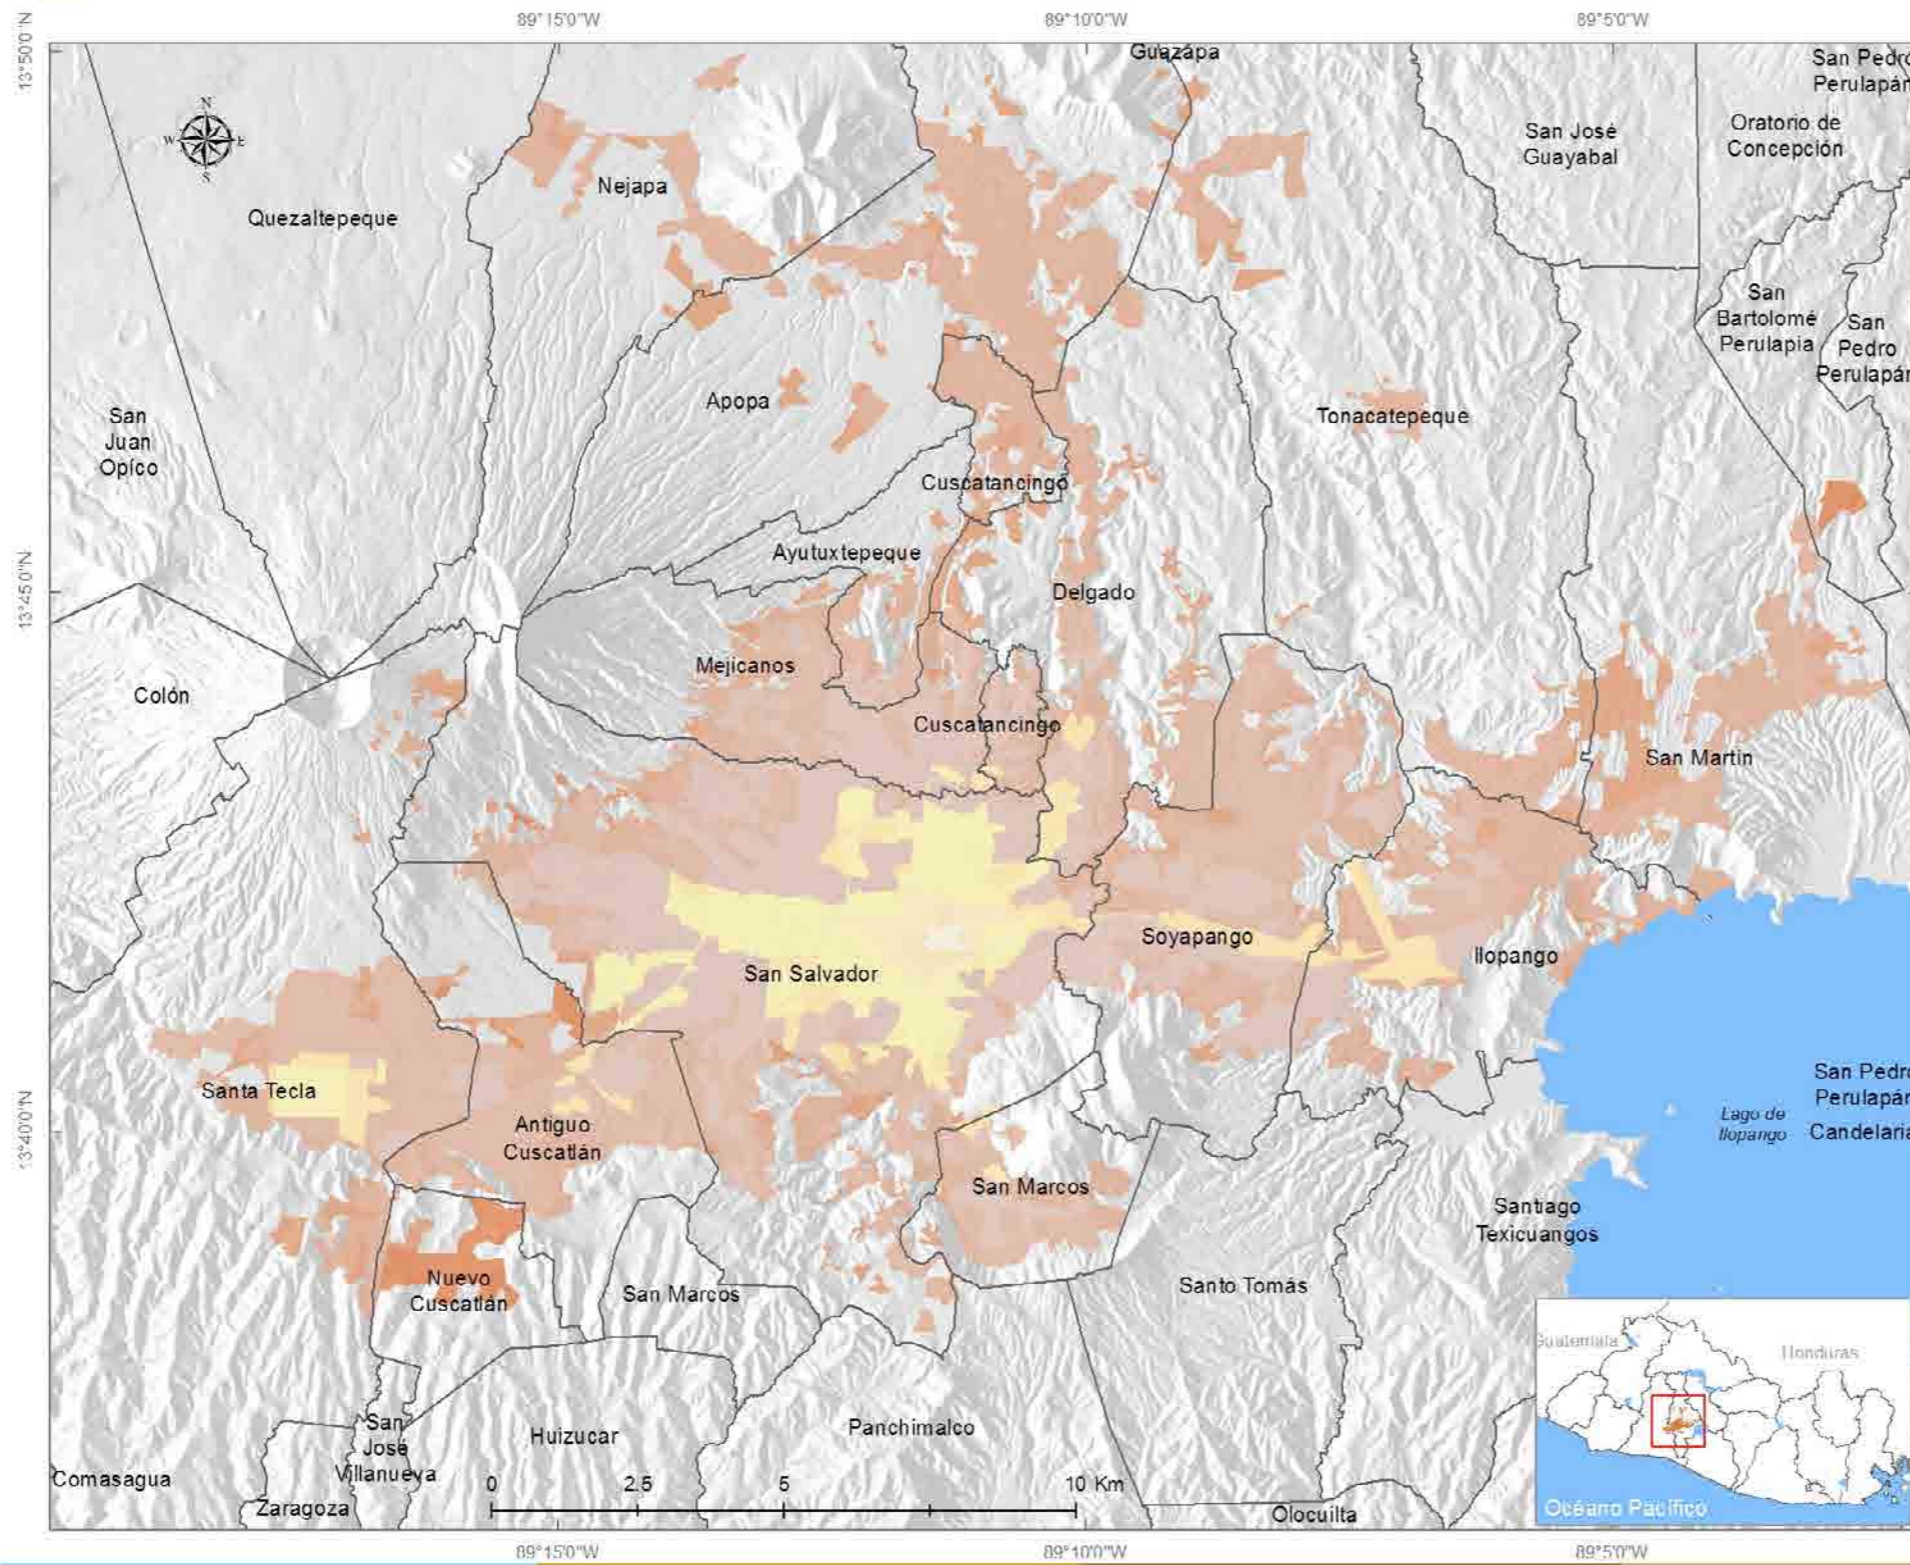 89°15'0"W
89°10'0"W
89°5'0"W
13°50'0"N
Guazápa
San Pedro
Perulapán
N
W
E
S
San José
Guayabal
Oratorio de
Concepción
Nejapa
Quezaltepeque
San
Bartolomé
Perulapia
San
Pedro
Perulapán
Apopa
Tonacatepeque
San
Juan
Opíco
Cuscatancingo
Ayutuxtepeque
13°45'0"N
Delgado
Mejicanos
Colón
Cuscatancingo
San Martín
Soyapango
Ilopango
San Salvador
Santa Tecla
San Pedro
Perulapán
Candelaria
Lago de
Ilopango
13°40'0"N
Antiguo
Cuscatlán
San Marcos
Santiago
Texicuangos
Nuevo
Cuscatlán
San Marcos
Santo Tomás
Guatemala
Honduras
San
José
Villanueva
Huizucar
Panchimalco
Comasagua
0
2.5
5
10 Km
Zaragoza
Olocuilta
Océano Pacífico
89°15'0"W
89°10'0"W
89°5'0"W